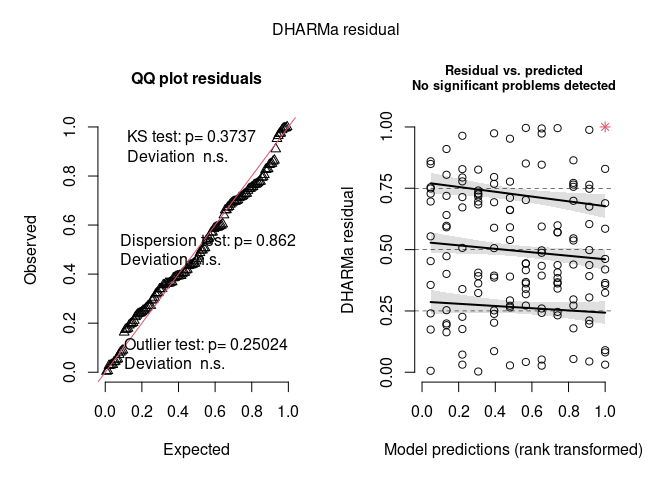 DHARMa residual
QQ plot residuals
KS test: p= 0.3737
Deviation n.s.
Dispersion test: p= 0.862
Deviation n.s.
Outlier test: p= 0.25024
Deviation n.s.
Observed
0.0 0.2 0.4 0.6 0.8 1.0
0.0 0.2 0.4 0.6 0.8 1.0
Expected
Residual vs. predicted
No significant problems detected
DHARMa residual
0.00 0.25 0.50 0.75 1.00
0.0 0.2 0.4 0.6 0.8 1.0
Model predictions (rank transformed)